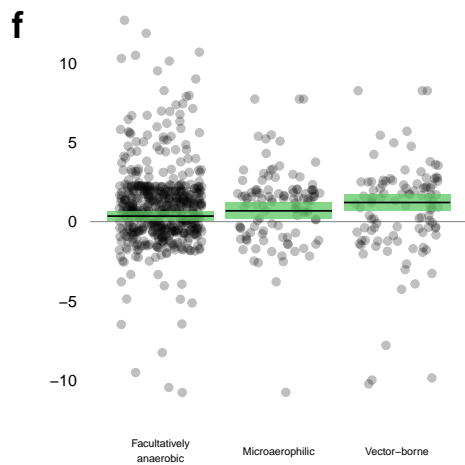 f
10
5
0
−5
−10
Facultatively
anaerobic
Microaerophilic
Vector−borne